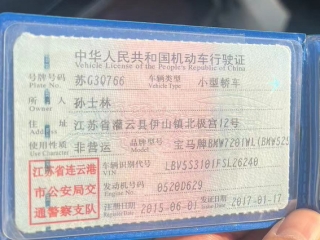 中华人民共和国机动车行驶证
Vehicle License of the People's Republic of China
号牌号码 苏G30766 车辆类型 小型轿车
Plate No. Vehicle Type
所有人 孙士林
Owner
住址 江苏省灌云县伊山镇北极宫12号
Address
使用性质 非营运 品牌型号 宝马牌BMW7201WL(BMW525
Use Character
江苏省连云港
市公安局交
通警察支队
车辆识别代号 LBV5S3101FSL26240
VIN
发动机号码 0520D629
Engine No.
注册日期 2015-06-01 发证日期 2017-01-17